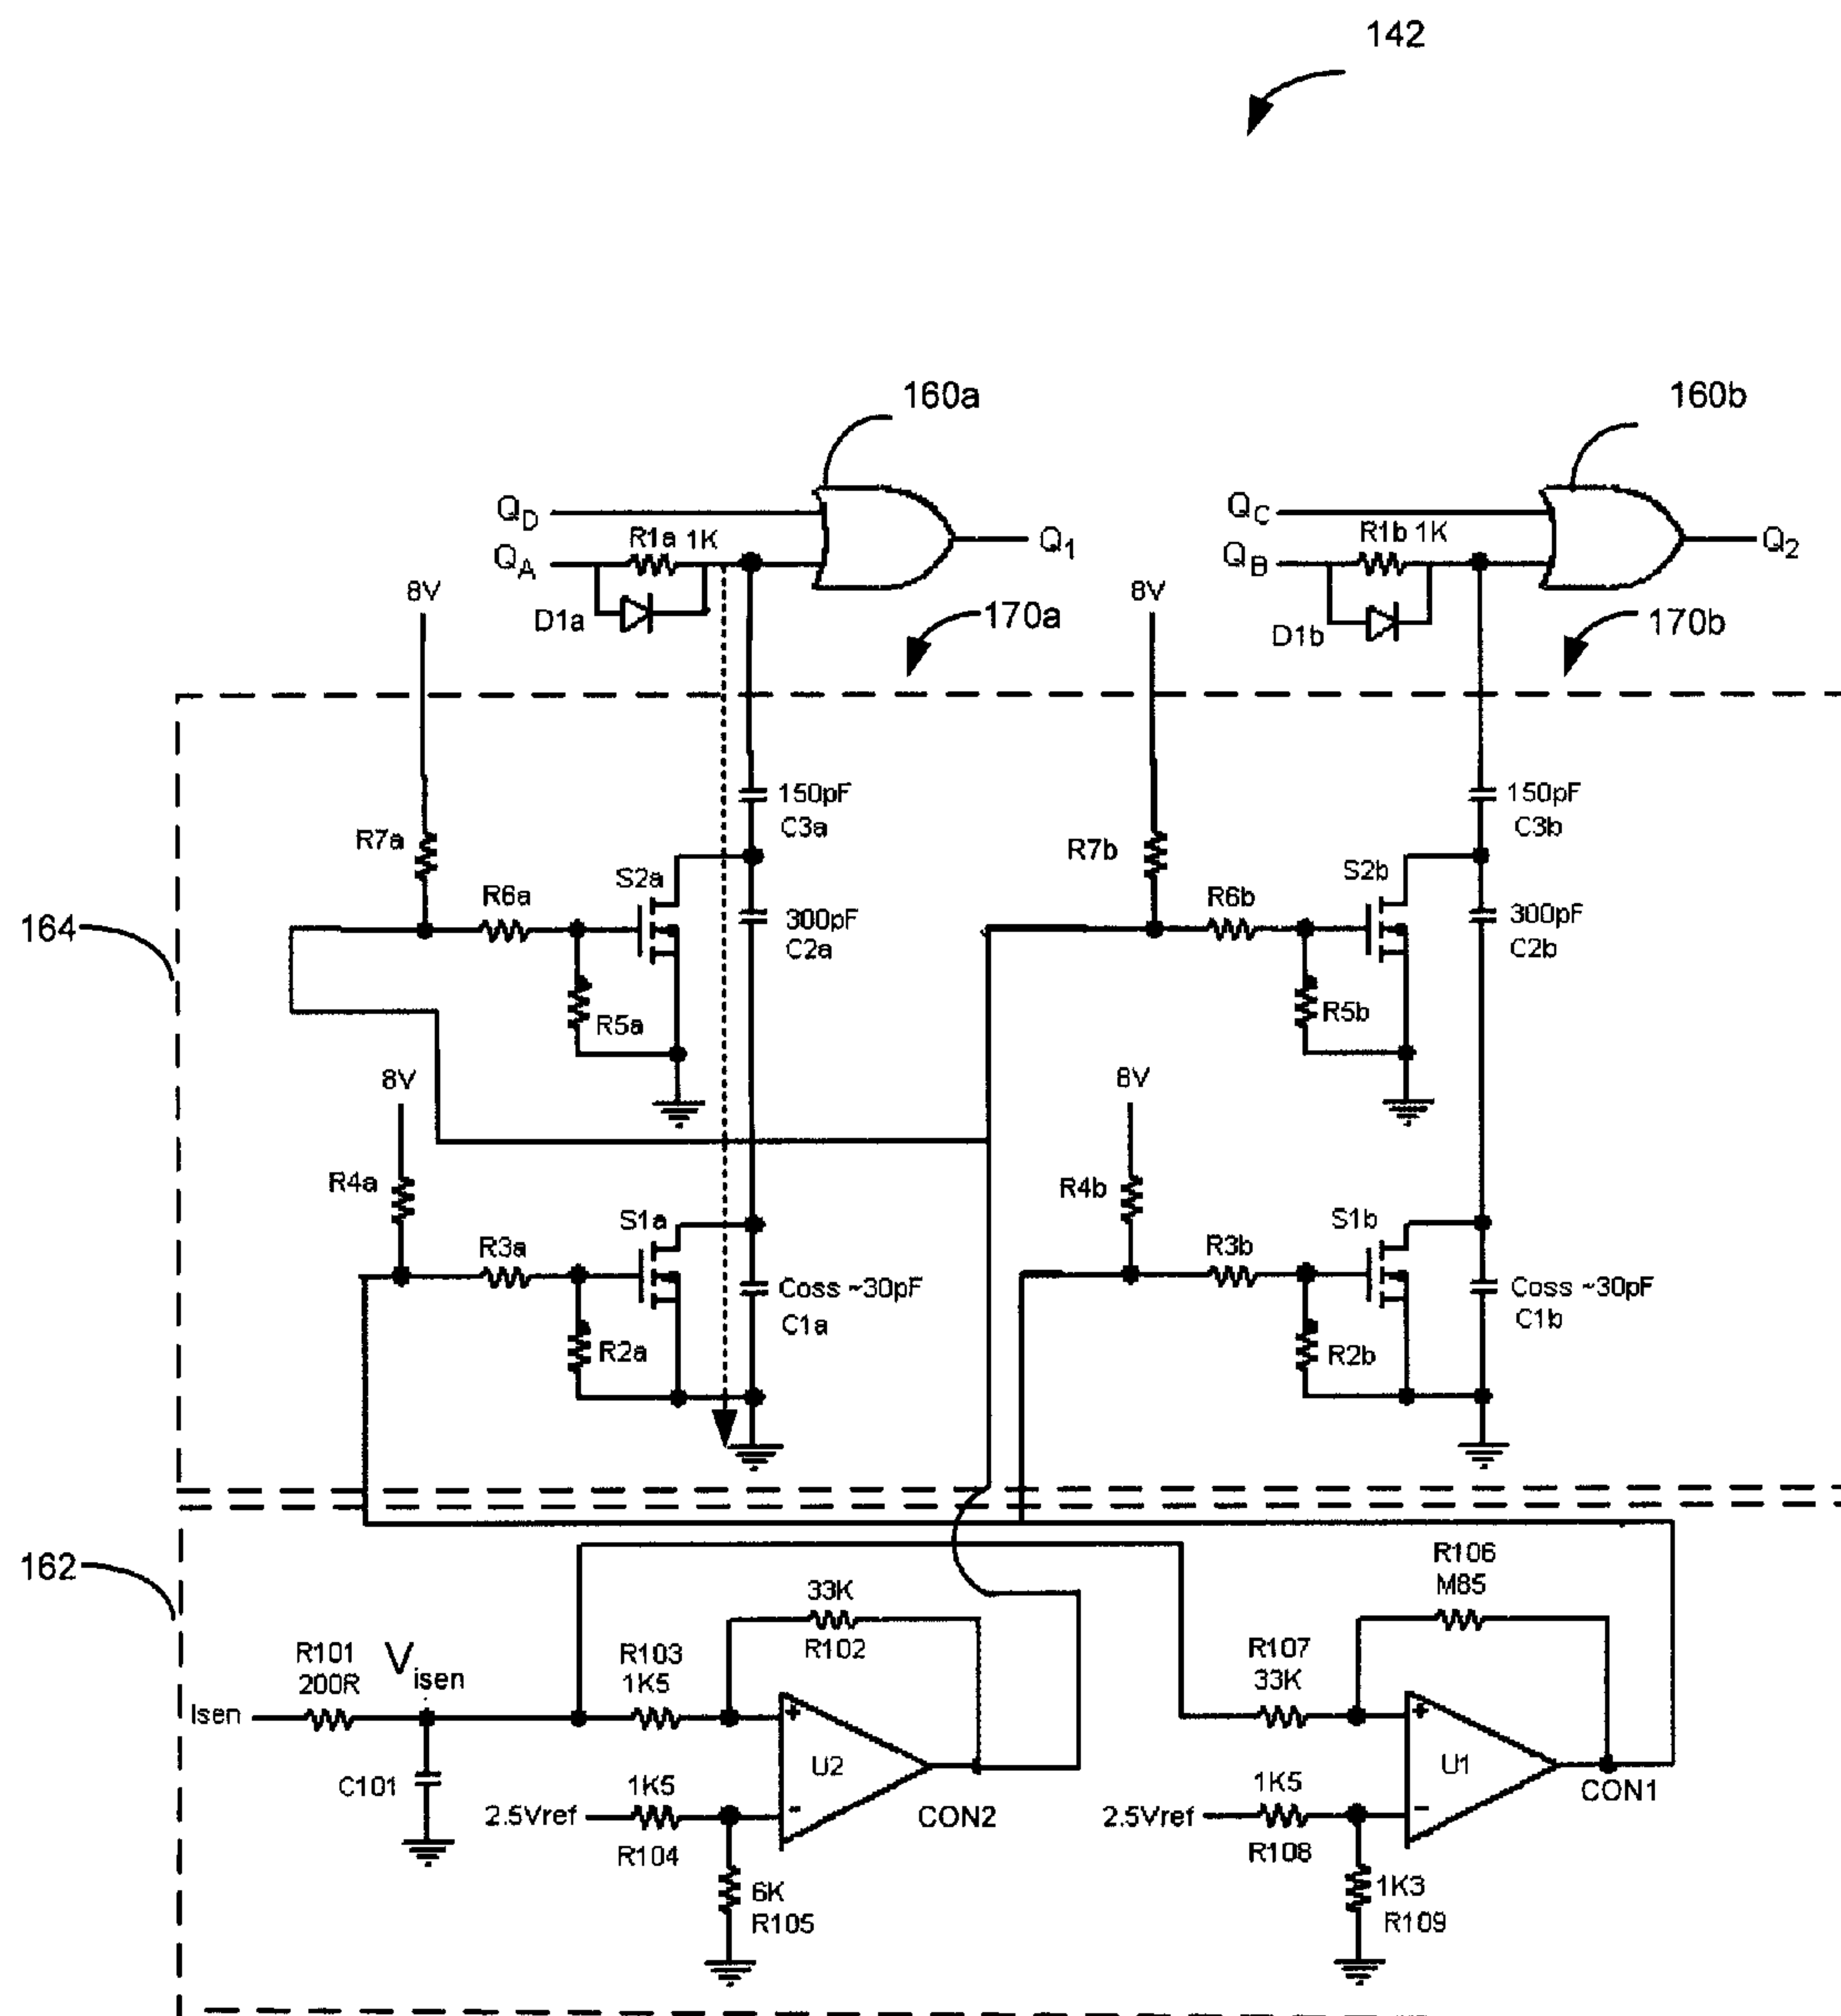 142
160a
160b
QD
R1a 1K
QA
Q1
D1a
8V
170a
QC
R1b 1K
QB
Q2
D1b
8V
170b
164
150pF
C3a
R7a
R6a
S2a
300pF
C2a
R5a
8V
R4a
R3a
S1a
Coss ~30pF
C1a
R2a
150pF
C3b
R7b
R6b
S2b
300pF
C2b
R5b
8V
R4b
R3b
S1b
Coss ~30pF
C1b
R2b
162
Isen
R101
200R
Visen
C101
R103
1K5
33K
R102
+
-
U2
CON2
2.5Vref
1K5
R104
6K
R105
R107
33K
R106
M85
+
-
U1
CON1
2.5Vref
1K5
R108
1K3
R109